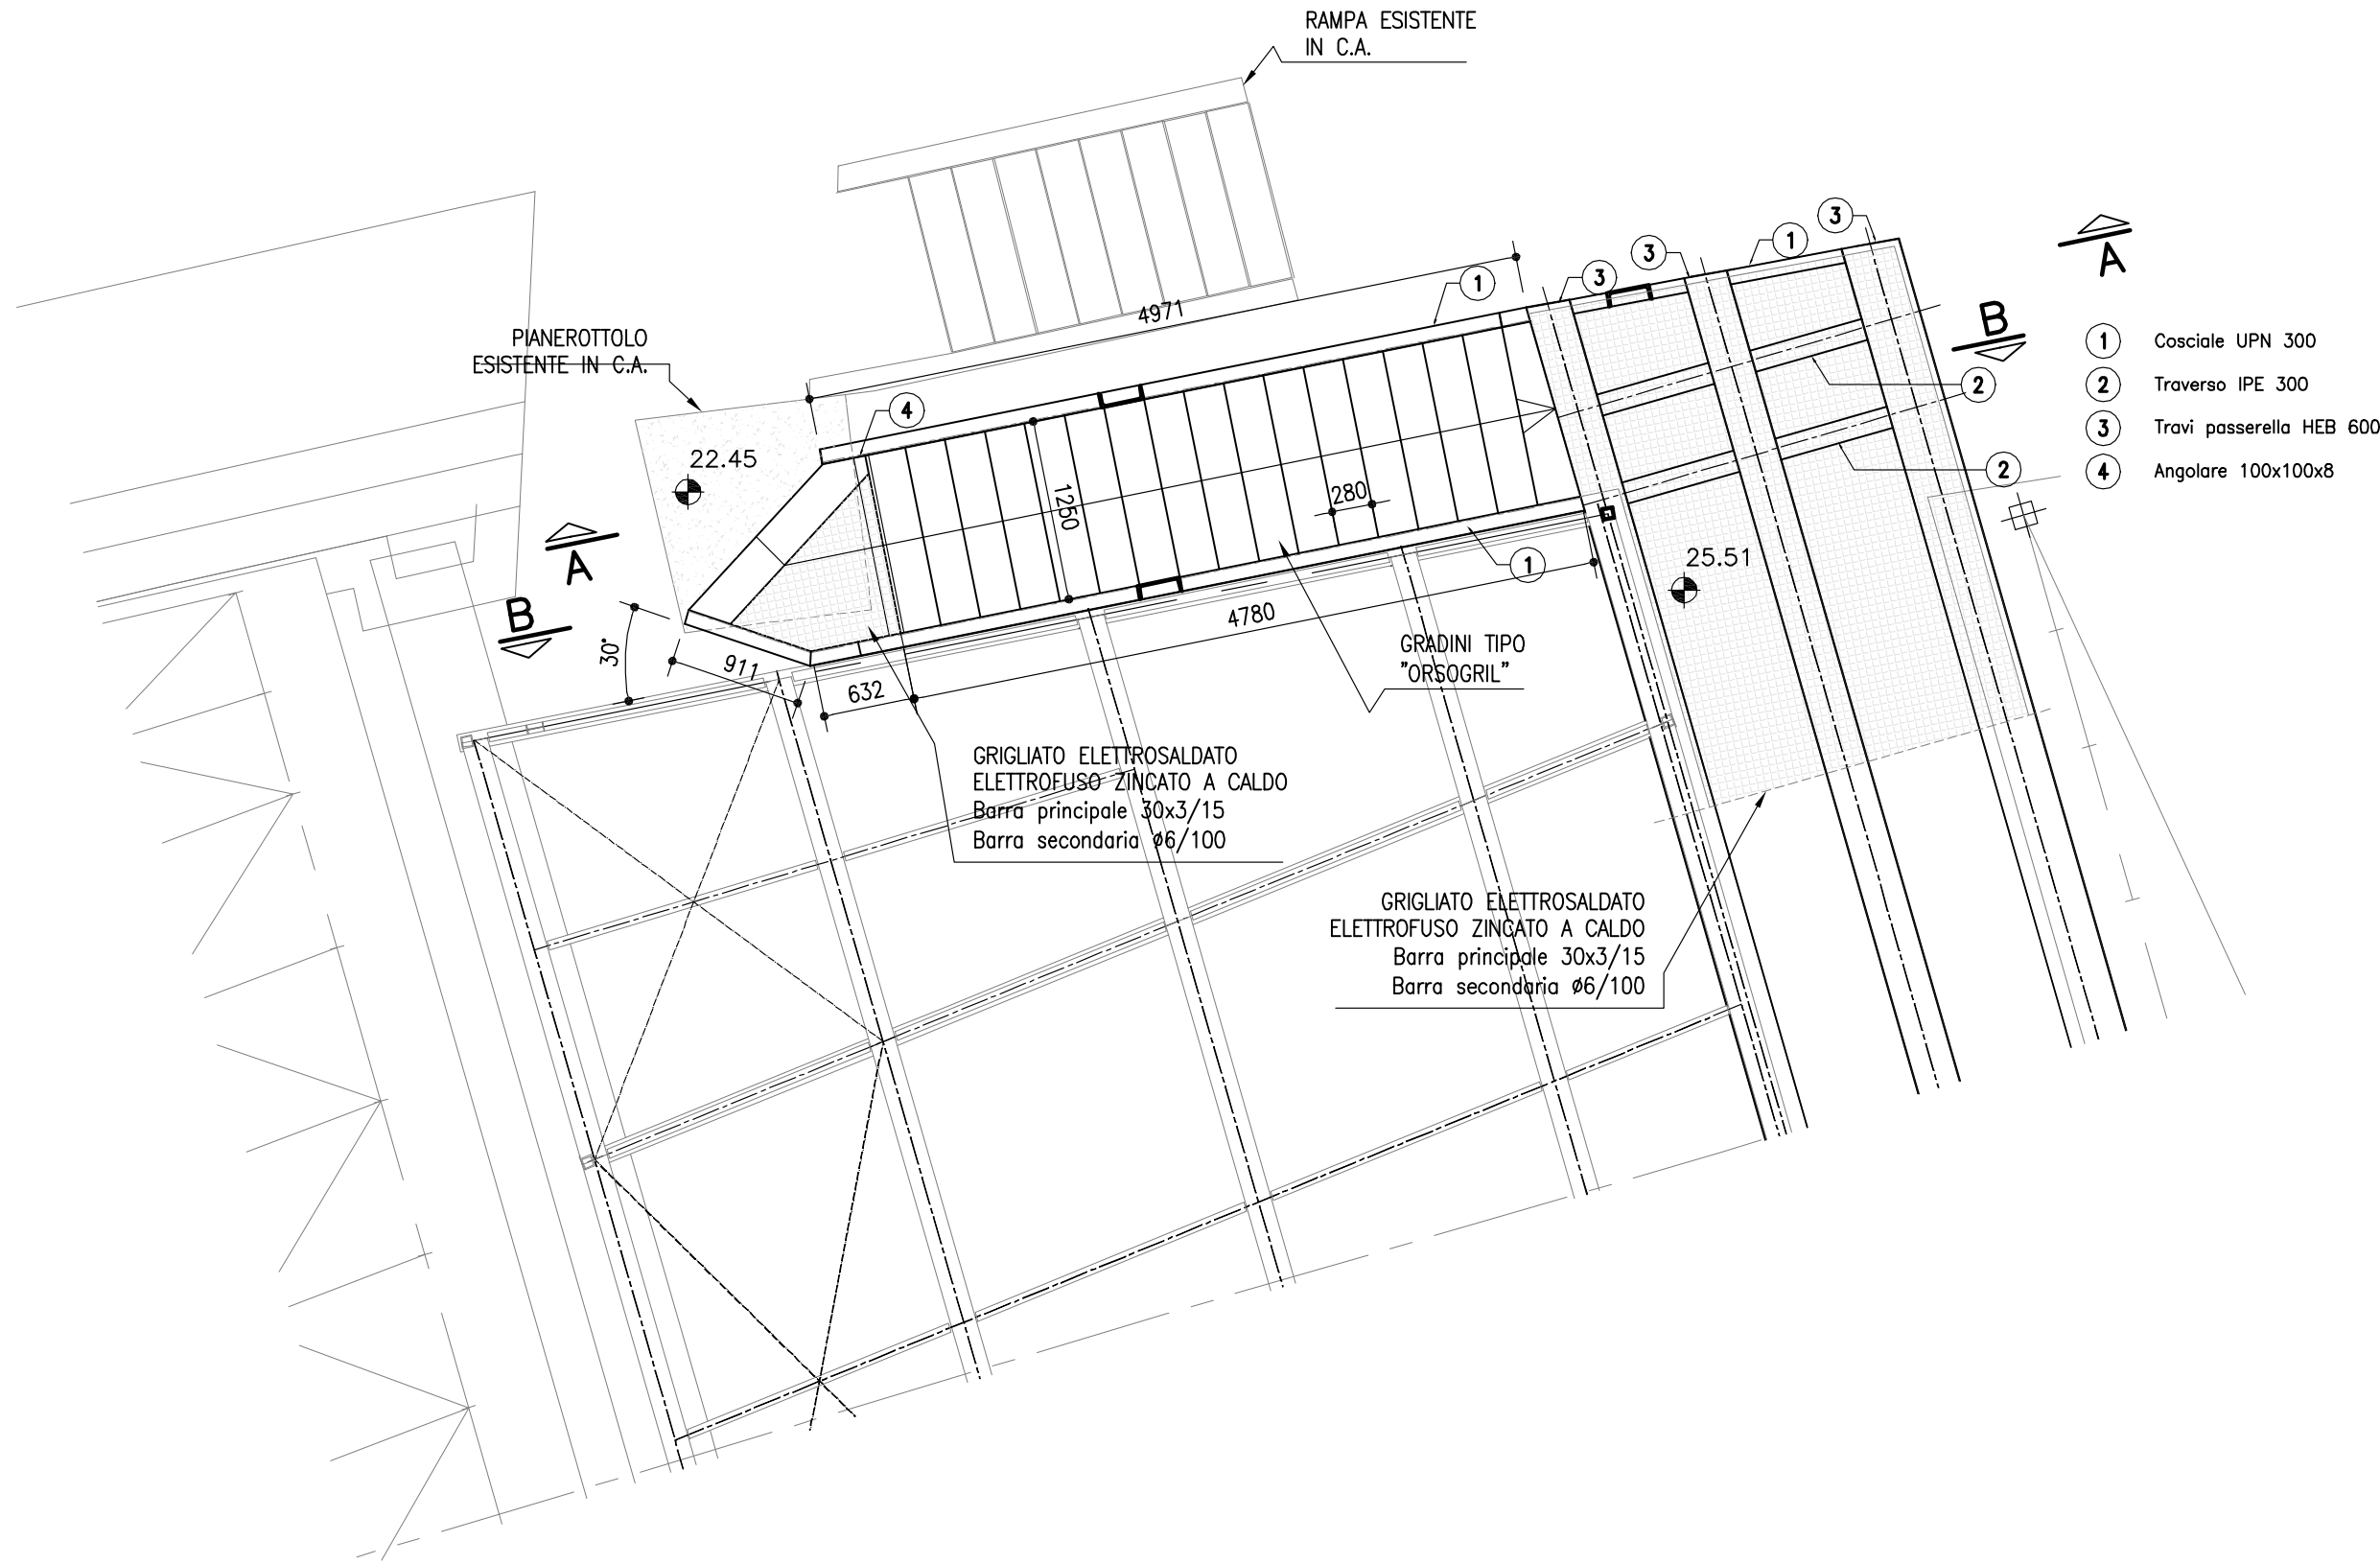 RAMPA ESISTENTE
IN C.A.
3
1
3
3
1
A
4971
B
PIANEROTTOLO
ESISTENTE IN C.A.
1 Cosciale UPN 300
2 Traverso IPE 300
3 Travi passerella HEB 600
4 Angolare 100x100x8
2
2
4
22.45
1250
280
A
B
25.51
1
30°
911
632
4780
GRADINI TIPO
"ORSOGRIL"
GRIGLIATO ELETTROSALDATO
ELETTROFUSO ZINCATO A CALDO
Barra principale 30x3/15
Barra secondaria ø6/100
GRIGLIATO ELETTROSALDATO
ELETTROFUSO ZINCATO A CALDO
Barra principale 30x3/15
Barra secondaria ø6/100